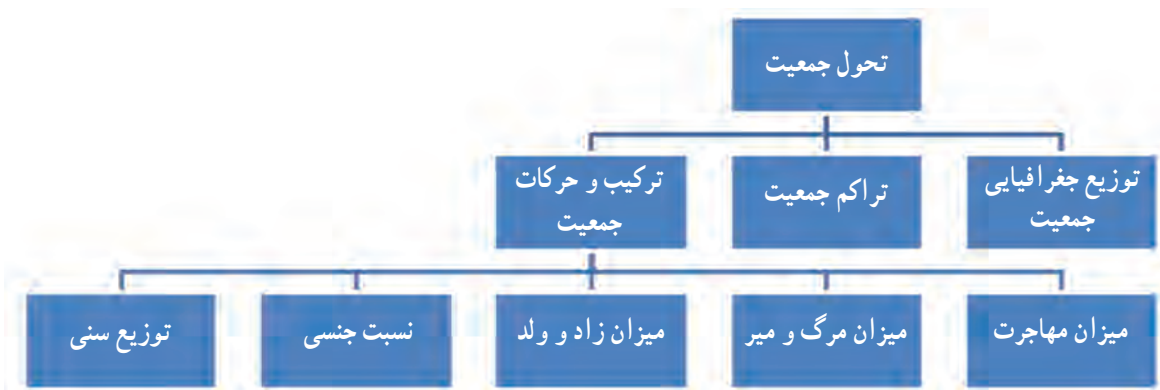 تحول جمعیت
توزیع جغرافیایی
جمعیت
تراکم جمعیت
ترکیب و حرکات
جمعیت
میزان مهاجرت
میزان مرگ و میر
میزان زاد و ولد
نسبت جنسی
توزیع سنی